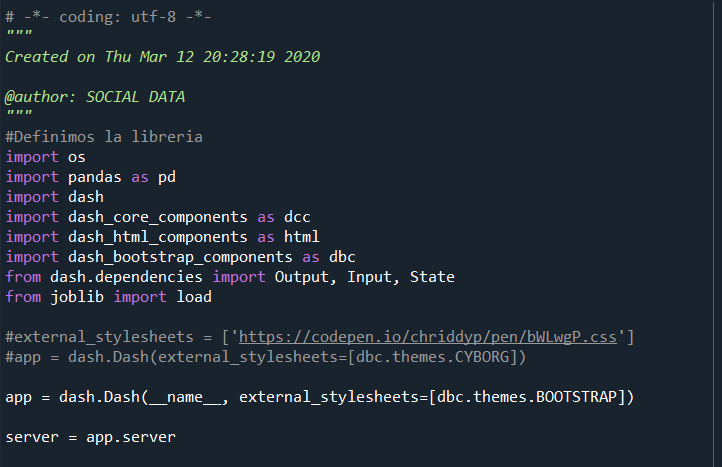 # -*- coding: utf-8 -*-
"""
Created on Thu Mar 12 20:28:19 2020
@author: SOCIAL DATA
"""
#Definimos la libreria
import os
import pandas as pd
import dash
import dash_core_components as dcc
import dash_html_components as html
import dash_bootstrap_components as dbc
from dash.dependencies import Output, Input, State
from joblib import load
#external_stylesheets = ['https://codepen.io/chriddyp/pen/bWLwgP.css']
#app = dash.Dash(external_stylesheets=[dbc.themes.CYBORG])
app = dash.Dash(__name__, external_stylesheets=[dbc.themes.BOOTSTRAP])
server = app.server